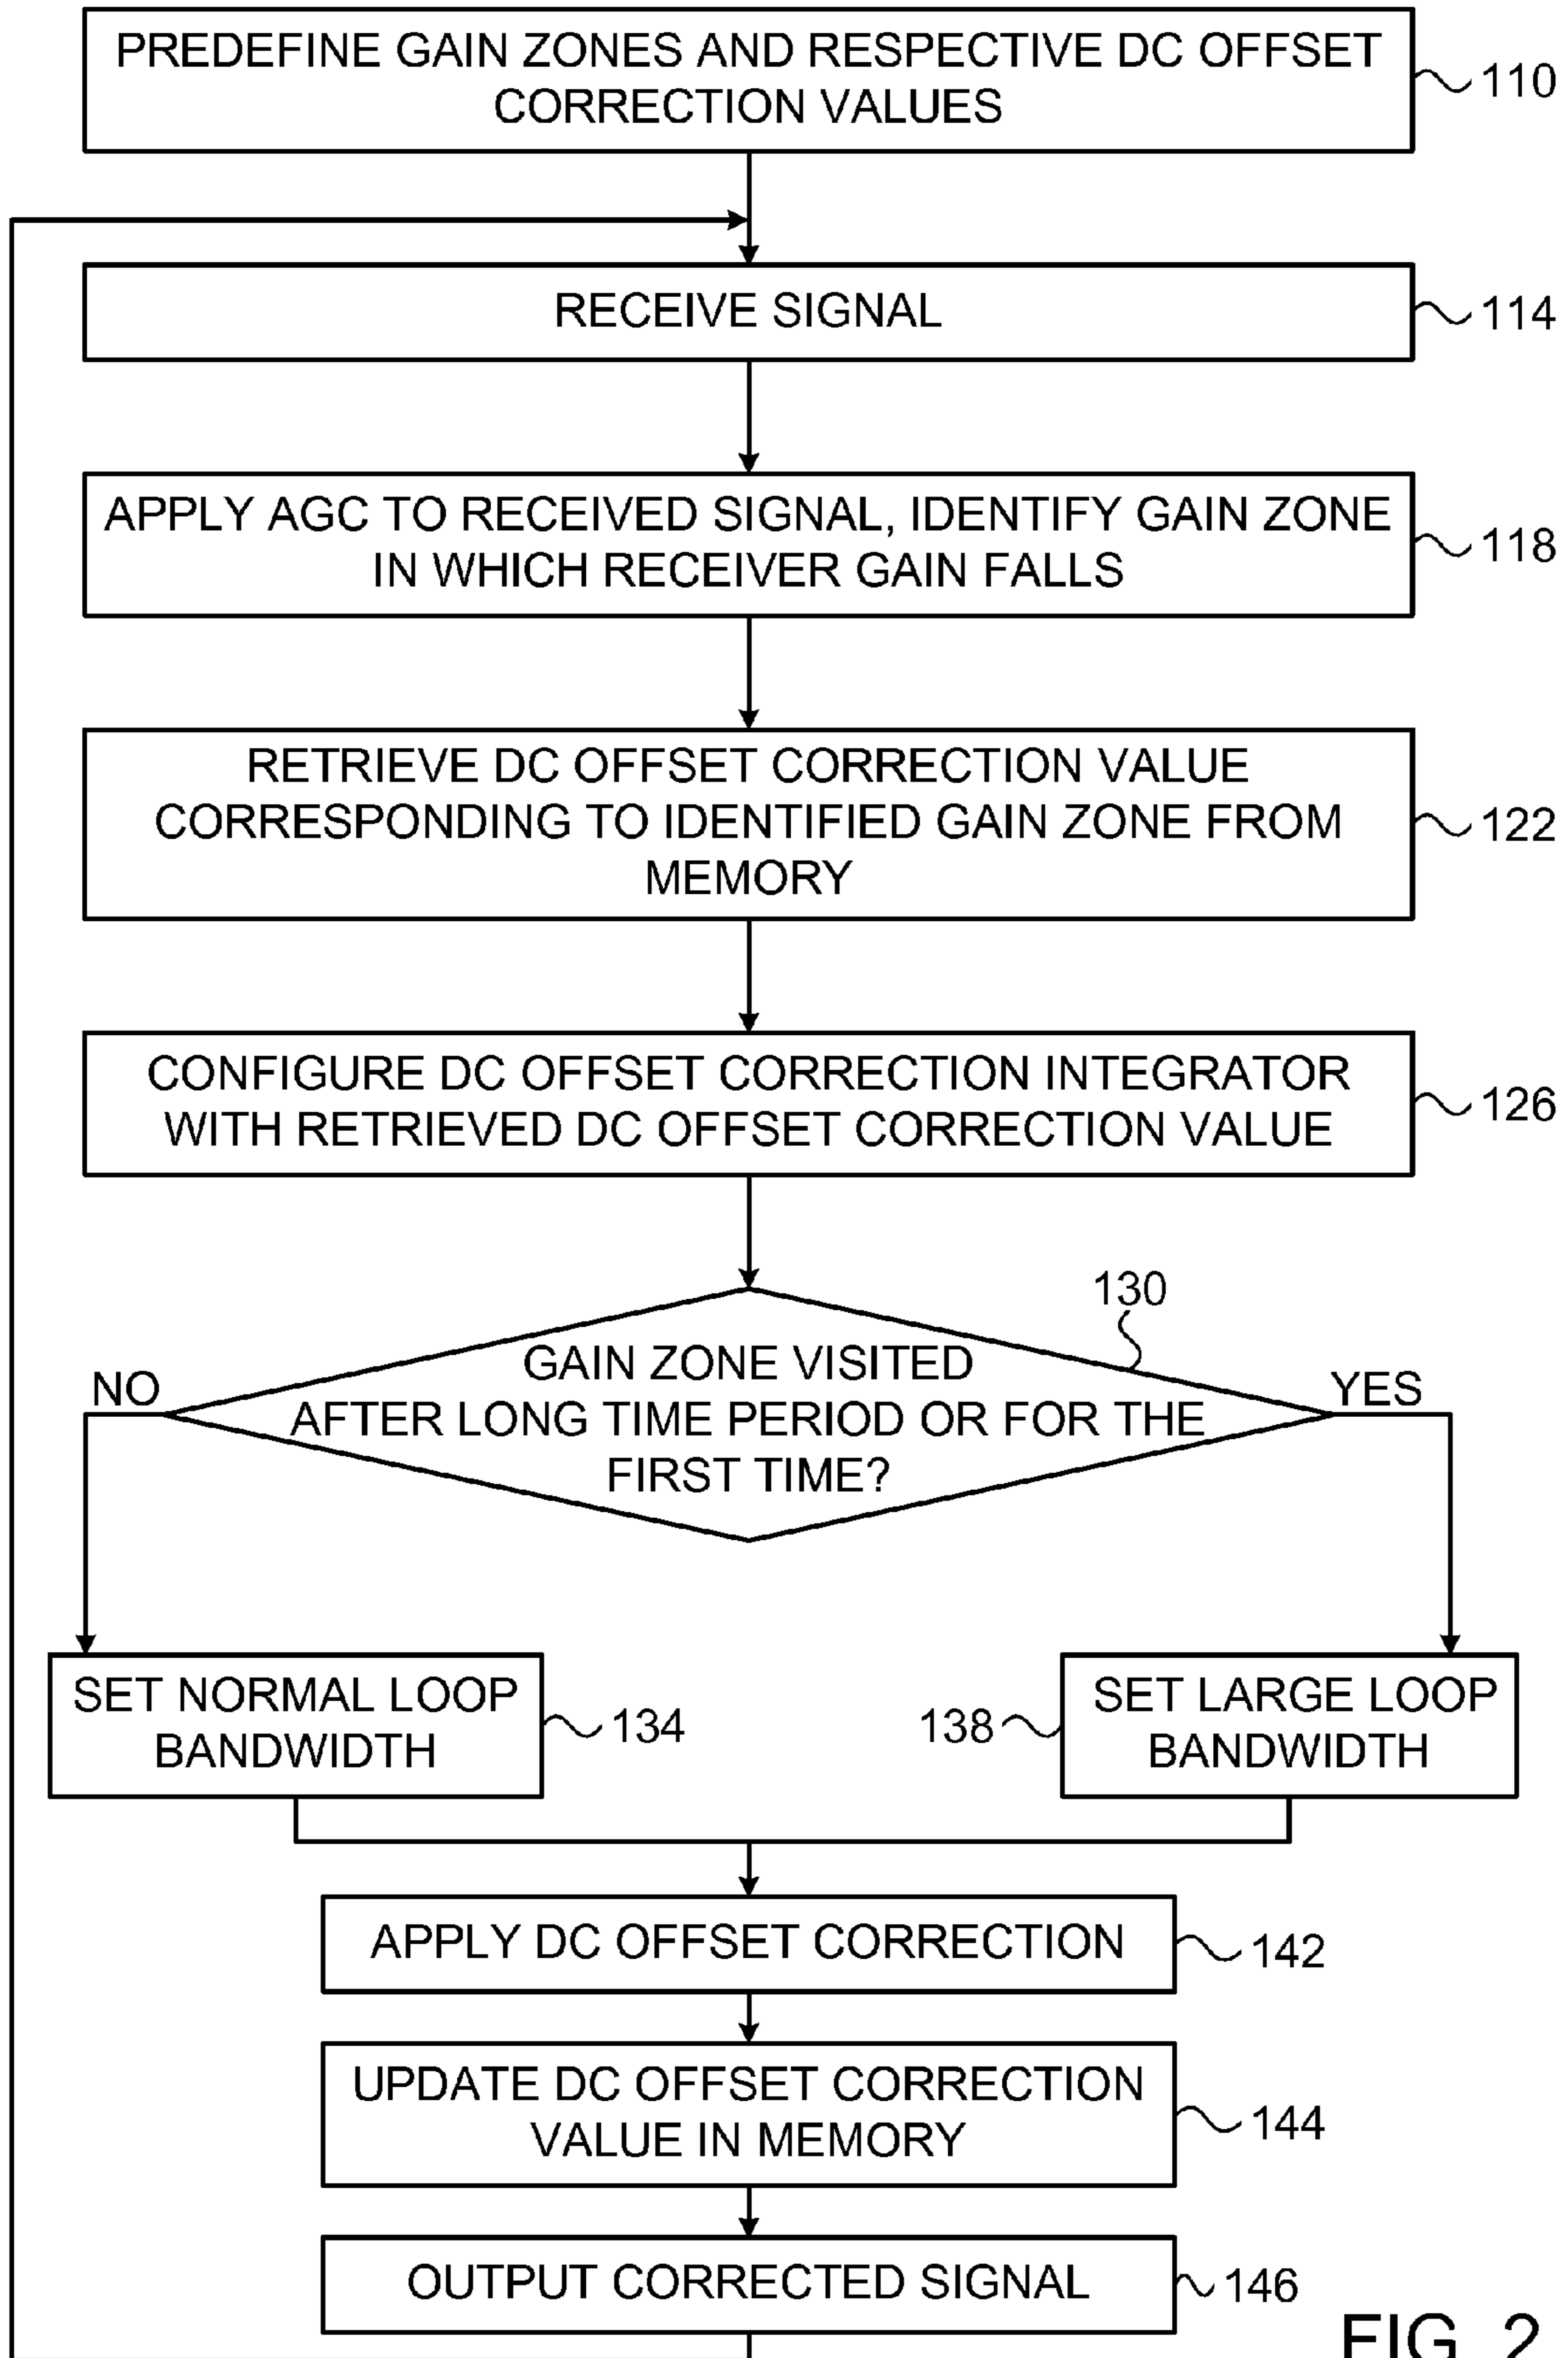 PREDEFINE GAIN ZONES AND RESPECTIVE DC OFFSET
CORRECTION VALUES
110
RECEIVE SIGNAL
114
APPLY AGC TO RECEIVED SIGNAL, IDENTIFY GAIN ZONE
IN WHICH RECEIVER GAIN FALLS
118
RETRIEVE DC OFFSET CORRECTION VALUE
CORRESPONDING TO IDENTIFIED GAIN ZONE FROM
MEMORY
122
CONFIGURE DC OFFSET CORRECTION INTEGRATOR
WITH RETRIEVED DC OFFSET CORRECTION VALUE
126
130
GAIN ZONE VISITED
AFTER LONG TIME PERIOD OR FOR THE
FIRST TIME?
NO
YES
SET NORMAL LOOP
BANDWIDTH
134
138
SET LARGE LOOP
BANDWIDTH
APPLY DC OFFSET CORRECTION
142
UPDATE DC OFFSET CORRECTION
VALUE IN MEMORY
144
OUTPUT CORRECTED SIGNAL
146
FIG. 2